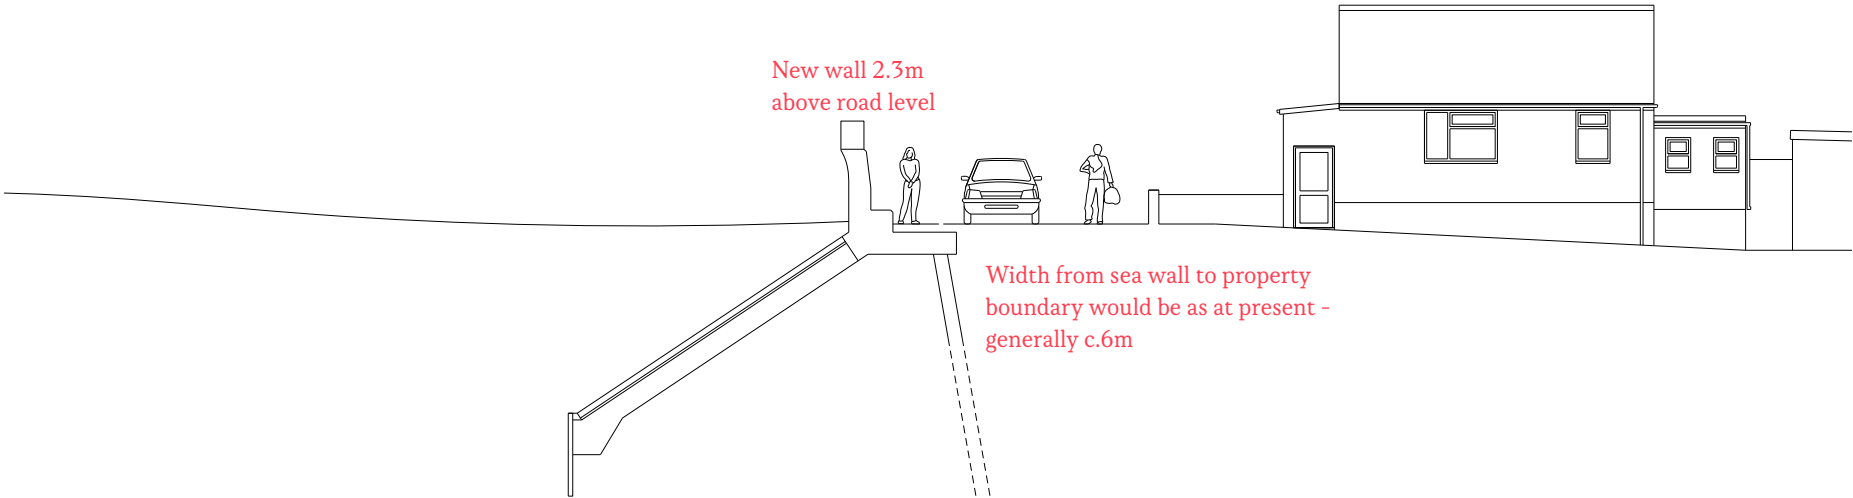 New wall 2.3m
above road level
Width from sea wall to property
boundary would be as at present -
generally c.6m